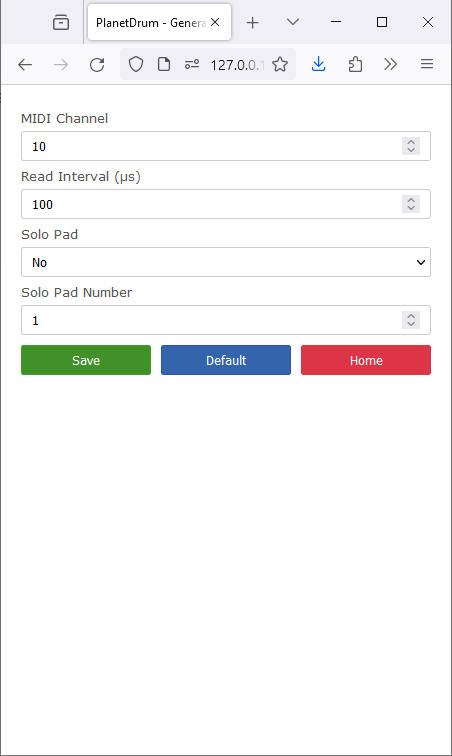 PlanetDrum - Genera
127.0.0.1
MIDI Channel
10
Read Interval (µs)
100
Solo Pad
No
Solo Pad Number
1
Save Default Home